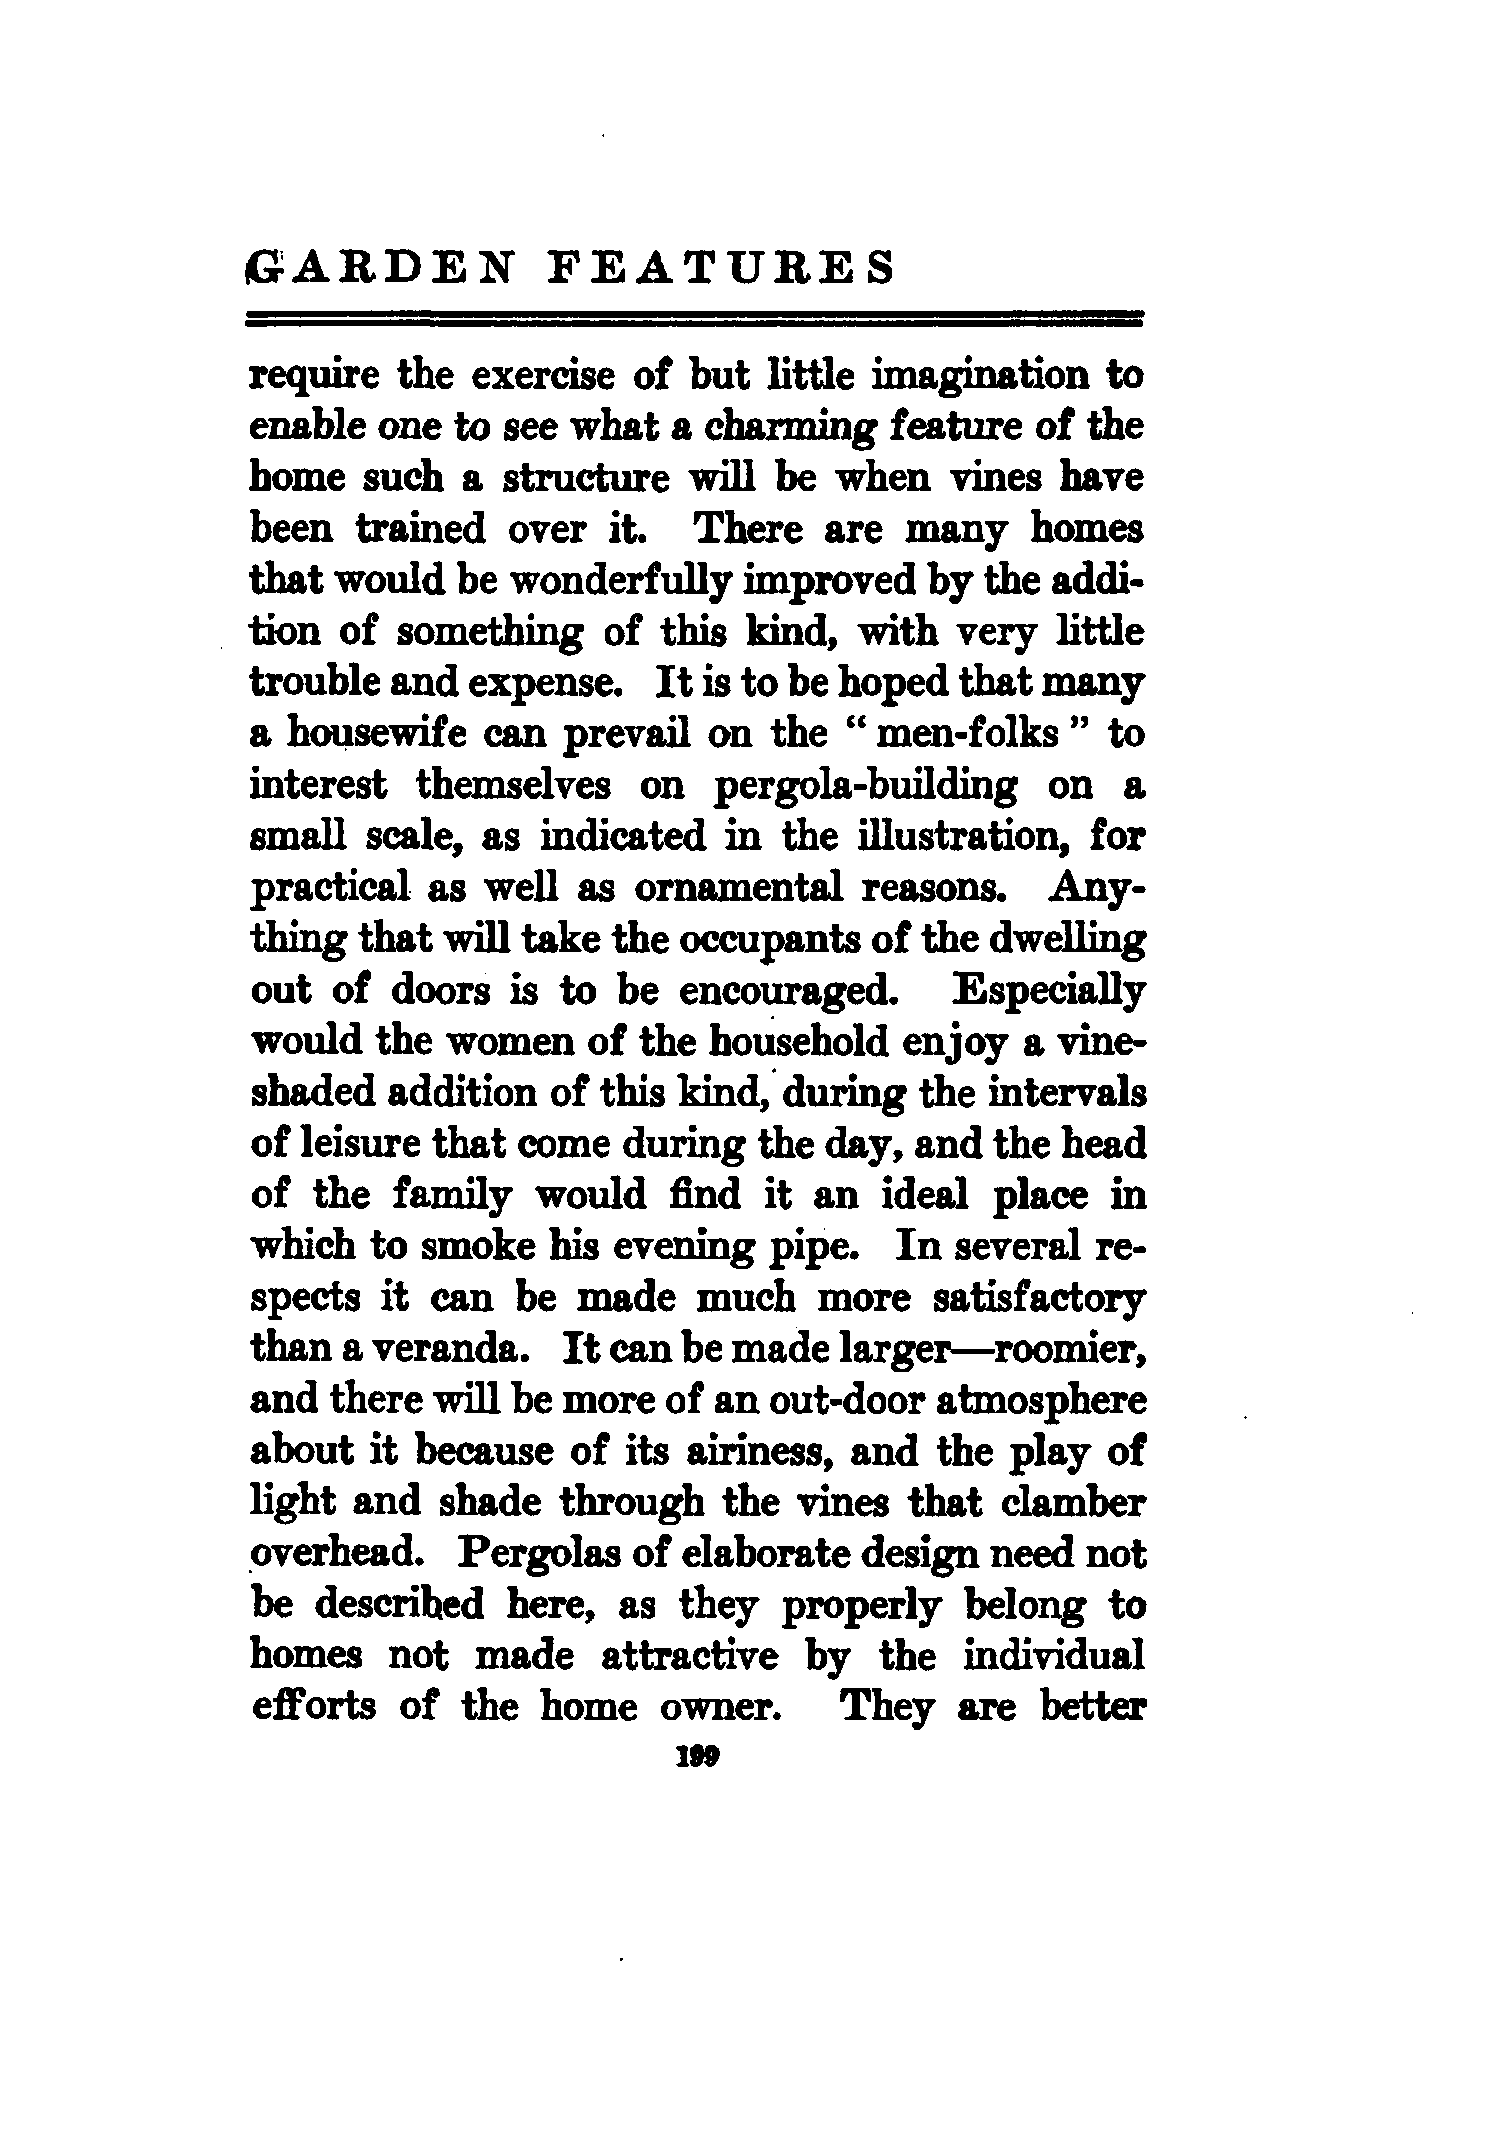 GARDEN FEATURES
require the exercise of but little imagination to
enable one to see what a charming feature of the
home such a structure will be when vines have
been trained over it. There are many homes
that would be wonderfully improved by the addi-
tion of something of this kind, with very little
trouble and expense. It is to be hoped that many
a housewife can prevail on the “ men-folks ” to
interest themselves on pergola-building on a
small scale, as indicated in the illustration, for
practical as well as ornamental reasons. Any-
thing that will take the occupants of the dwelling
out of doors is to be encouraged. Especially
would the women of the household enjoy a vine-
shaded addition of this kind, during the intervals
of leisure that come during the day, and the head
of the family would find it an ideal place in
which to smoke his evening pipe. In several re-
spects it can be made much more satisfactory
than a veranda. It can be made larger—roomier,
and there will be more of an out-door atmosphere
about it because of its airiness, and the play of
light and shade through the vines that clamber
overhead. Pergolas of elaborate design need not
be described here, as they properly belong to
homes not made attractive by the individual
efforts of the home owner. They are better
199